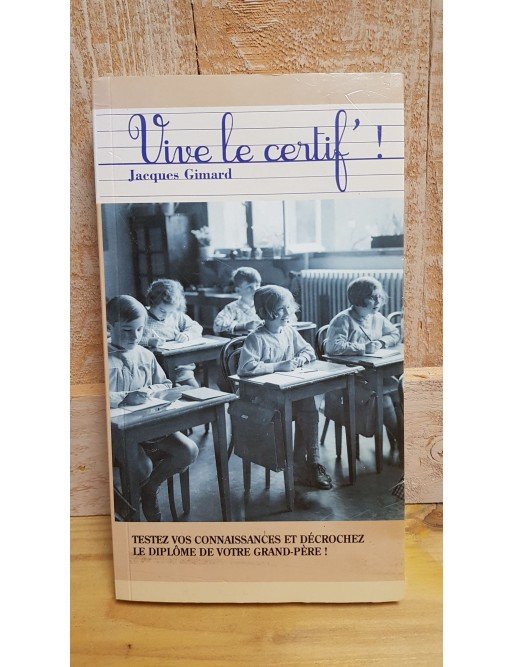 Vive le certif' !
Jacques Gimard
TESTEZ VOS CONNAISSANCES ET DÉCROCHEZ
LE DIPLÔME DE VOTRE GRAND-PÈRE !